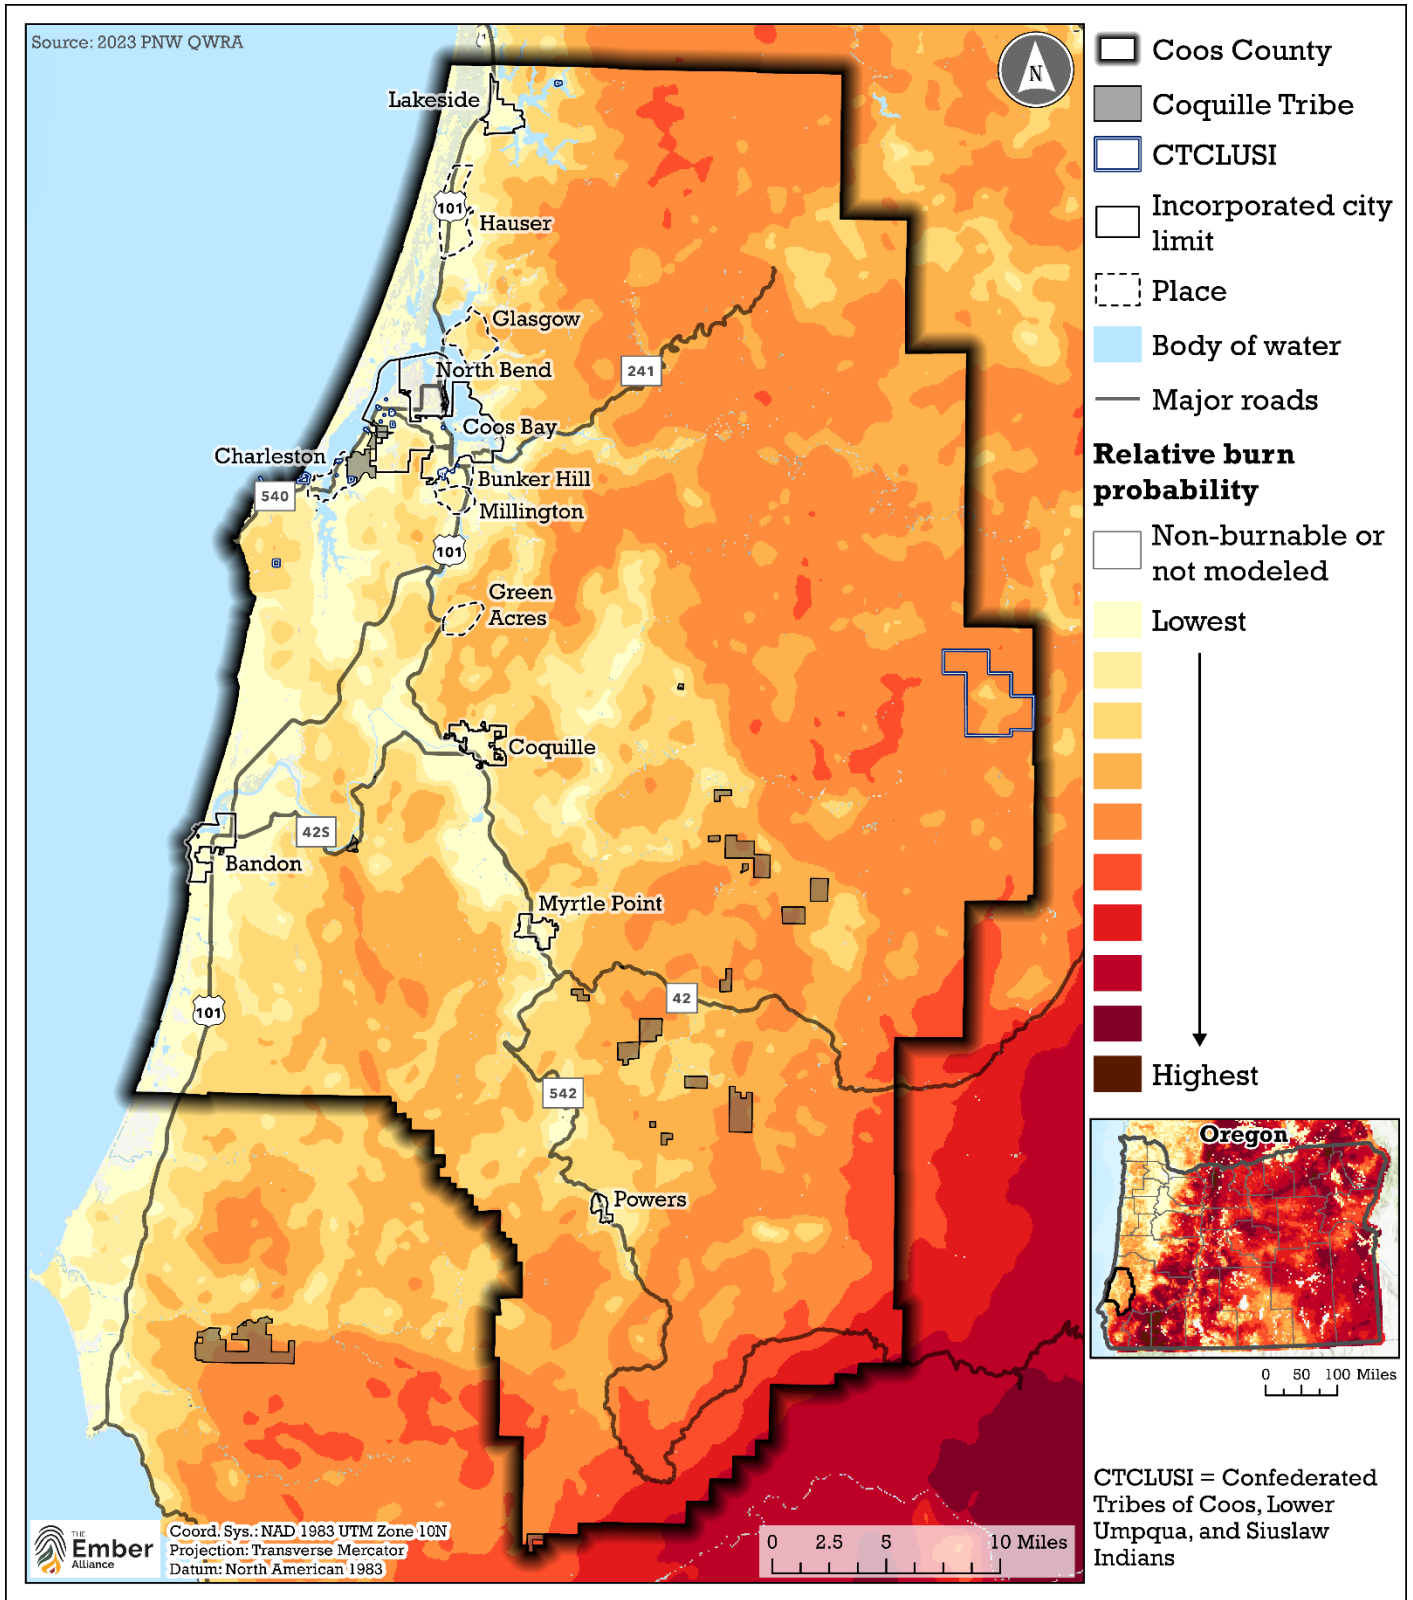 Source: 2023 PNW QWRA
1
N
Lakeside
101
Hauser
Glasgow
North Bend
241
Coos Bay
Charleston
Bunker Hill
540
Millington
101
Green
Acres
Coquille
42S
Bandon
Myrtle Point
42
101
542
Powers
THE
Ember
Alliance
Coord. Sys.: NAD 1983 UTM Zone 10N
Projection: Transverse Mercator
Datum: North American 1983
0 2.5 5 10 Miles
Coos County
Coquille Tribe
CTCLUSI
Incorporated city
limit
Place
Body of water
Major roads
Relative burn
probability
Non-burnable or
not modeled
Lowest
Highest
Oregon
0 50 100 Miles
CTCLUSI = Confederated
Tribes of Coos, Lower
Umpqua, and Siuslaw
Indians